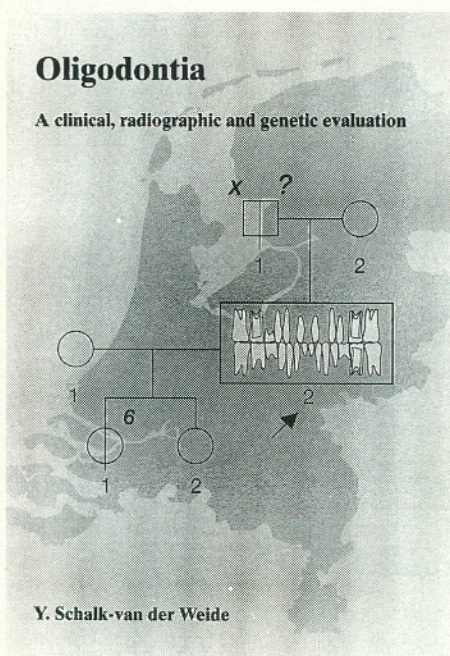 Oligodontia
A clinical, radiographic and genetic evaluation
x ?
1 2
1 2
6
1 2
Y. Schalk-van der Weide